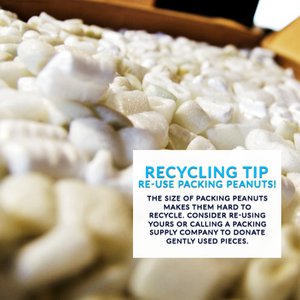 RECYCLING TIP
RE-USE PACKING PEANUTS!
THE SIZE OF PACKING PEANUTS
MAKES THEM HARD TO
RECYCLE. CONSIDER RE-USING
YOURS OR CALLING A PACKING
SUPPLY COMPANY TO DONATE
GENTLY USED PIECES.